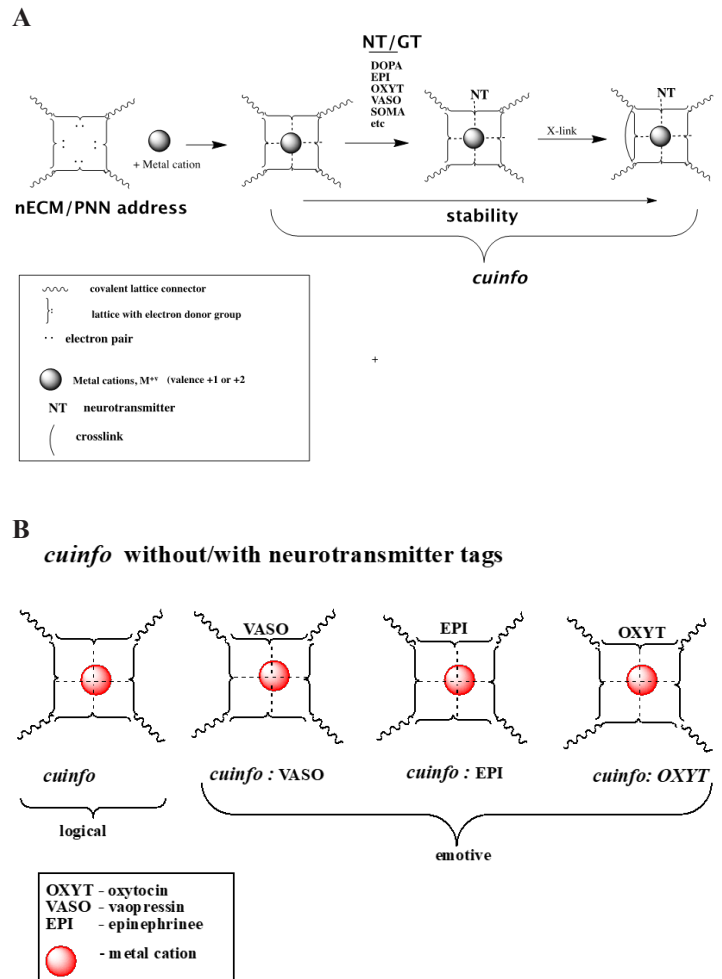 A
NT/GT
DOPA
EPI
OXYT
VASO
SOMA
etc
+ Metal cation
NT
X-link
NT
nECM/PNN address
stability
cuinfo
covalent lattice connector
lattice with electron donor group
electron pair
Metal cations, M+v (valence +1 or +2
NT neurotransmitter
crosslink
+
B
cuinfo without/with neurotransmitter tags
VASO
EPI
OXYT
cuinfo
cuinfo : VASO
cuinfo : EPI
cuinfo: OXYT
logical
emotive
OXYT - oxytocin
VASO - vaopressin
EPI - epinephrinee
- metal cation